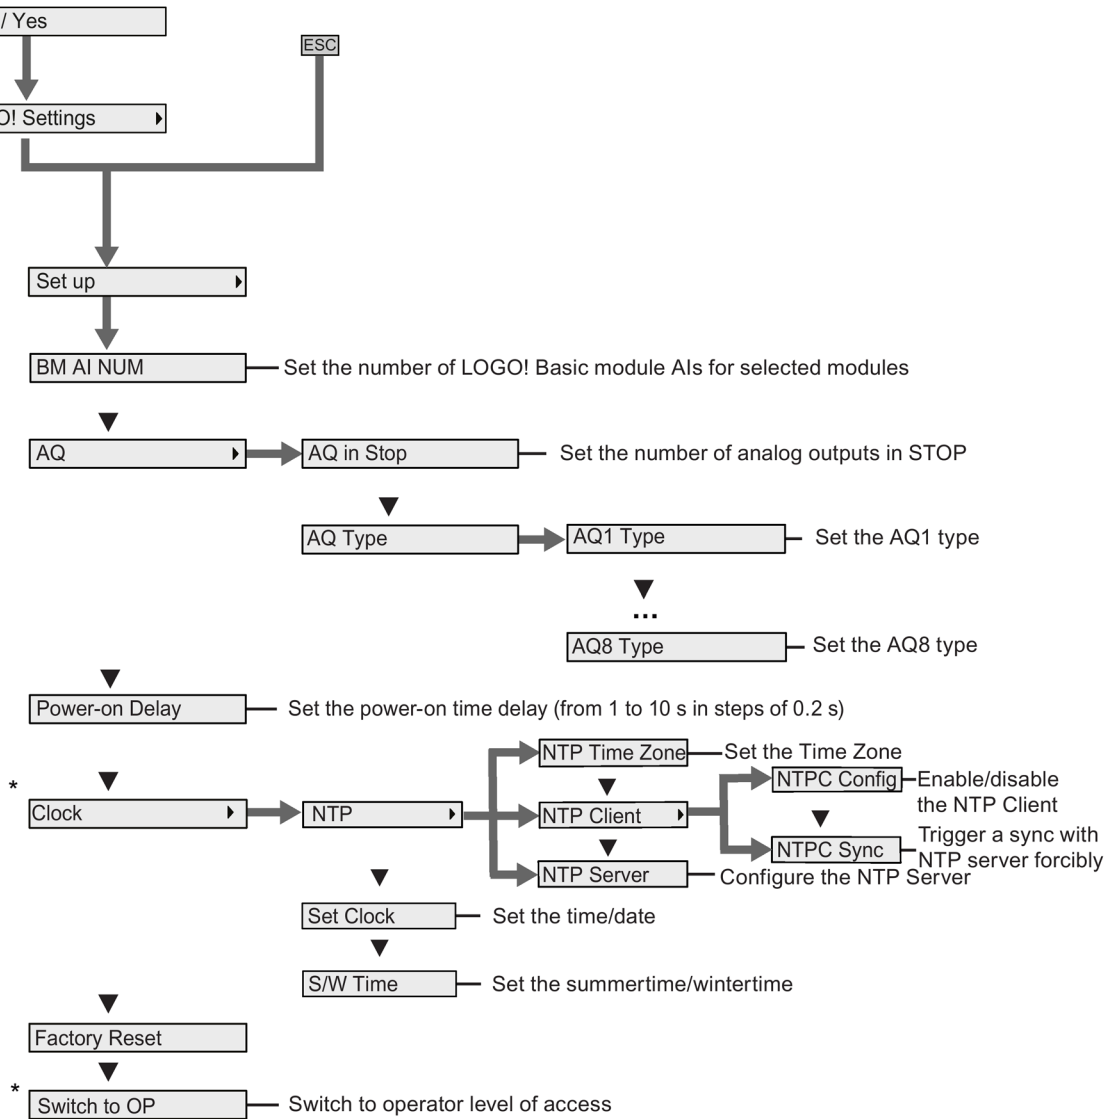 / Yes
ESC
O! Settings
Set up
BM AI NUM
Set the number of LOGO! Basic module AIs for selected modules
AQ
AQ in Stop
Set the number of analog outputs in STOP
AQ Type
AQ1 Type
Set the AQ1 type
...
AQ8 Type
Set the AQ8 type
Power-on Delay
Set the power-on time delay (from 1 to 10 s in steps of 0.2 s)
NTP Time Zone
Set the Time Zone
NTPC Config
Enable/disable
the NTP Client
*
Clock
NTP
NTP Client
NTPC Sync
Trigger a sync with
NTP server forcibly
NTP Server
Configure the NTP Server
Set Clock
Set the time/date
S/W Time
Set the summertime/wintertime
Factory Reset
*
Switch to OP
Switch to operator level of access